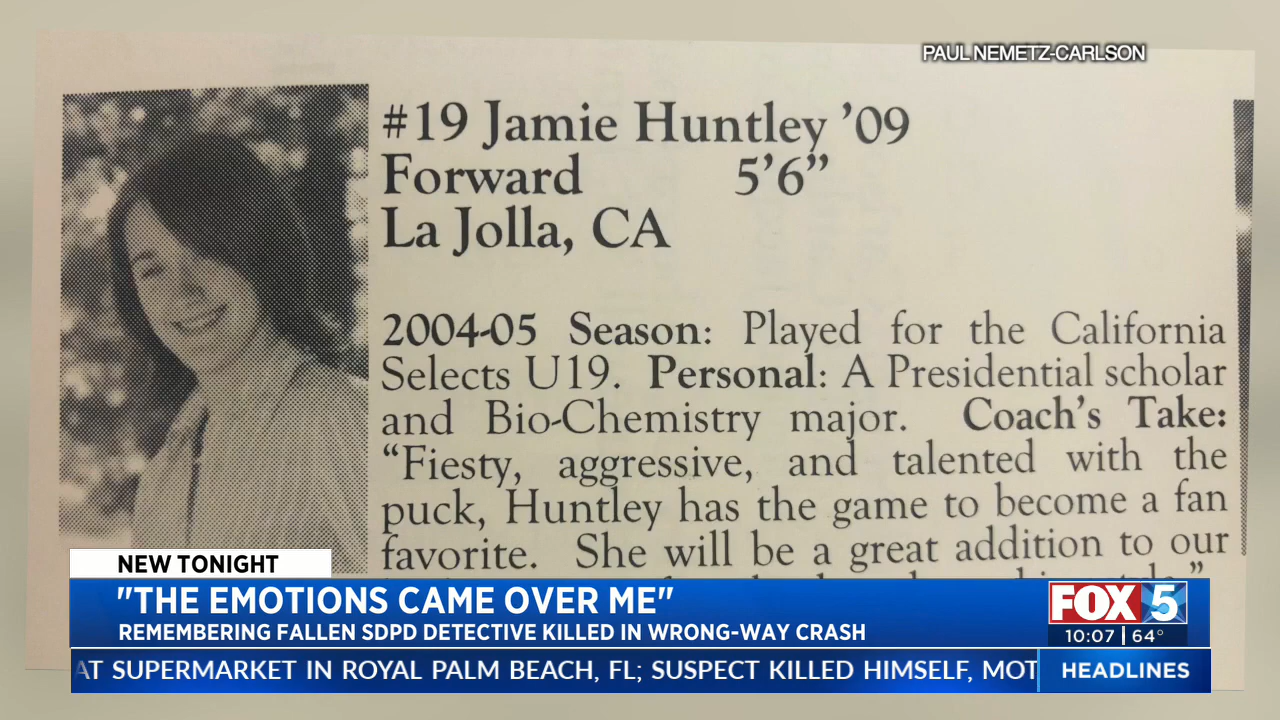 PAUL NEMETZ-CARLSON
#19 Jamie Huntley ’09
Forward 5’6”
La Jolla, CA
2004-05 Season: Played for the California
Selects U19. Personal: A Presidential scholar
and Bio-Chemistry major. Coach’s Take:
“Fiesty, aggressive, and talented with the
puck, Huntley has the game to become a fan
favorite. She will be a great addition to our
NEW TONIGHT
"THE EMOTIONS CAME OVER ME"
REMEMBERING FALLEN SDPD DETECTIVE KILLED IN WRONG-WAY CRASH
FOX 5
10:07 | 64°
AT SUPERMARKET IN ROYAL PALM BEACH, FL; SUSPECT KILLED HIMSELF, MOT
HEADLINES